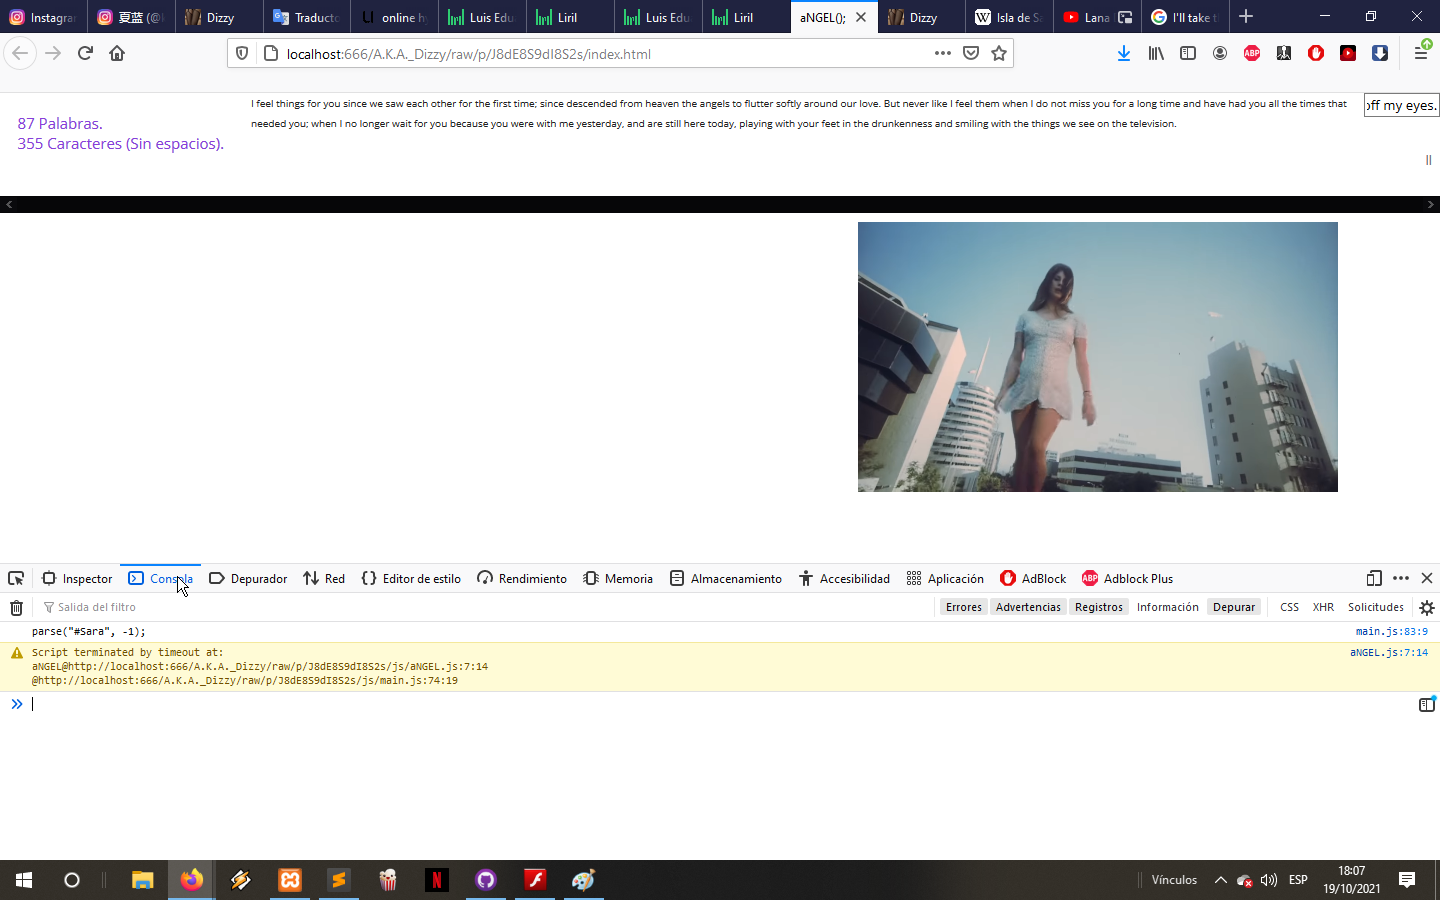 Instagram
夏蓝 (@
Dizzy
Traducto
online h
Luis Edu
Liril
Luis Edu
Liril
aNGEL();
Dizzy
Isla de S
Lana
I'll take t
localhost:666/A.K.A._Dizzy/raw/p/J8dE8S9dI8S2s/index.html
ABP
87 Palabras.
355 Caracteres (Sin espacios).
I feel things for you since we saw each other for the first time; since descended from heaven the angels to flutter softly around our love. But never like I feel them when I do not miss you for a long time and have had you all the times that
needed you; when I no longer wait for you because you were with me yesterday, and are still here today, playing with your feet in the drunkenness and smiling with the things we see on the television.
off my eyes.
||
Inspector
Consola
Depurador
Red
Editor de estilo
Rendimiento
Memoria
Almacenamiento
Accesibilidad
Aplicación
AdBlock
ABP
Adblock Plus
Salida del filtro
Errores
Advertencias
Registros
Información
Depurar
CSS
XHR
Solicitudes
parse("#Sara", -1);
main.js:83:9
Script terminated by timeout at:
aNGEL.js:7:14
aNGEL@http://localhost:666/A.K.A._Dizzy/raw/p/J8dE8S9dI8S2s/js/aNGEL.js:7:14
@http://localhost:666/A.K.A._Dizzy/raw/p/J8dE8S9dI8S2s/js/main.js:74:19
Vínculos
ESP
18:07
19/10/2021